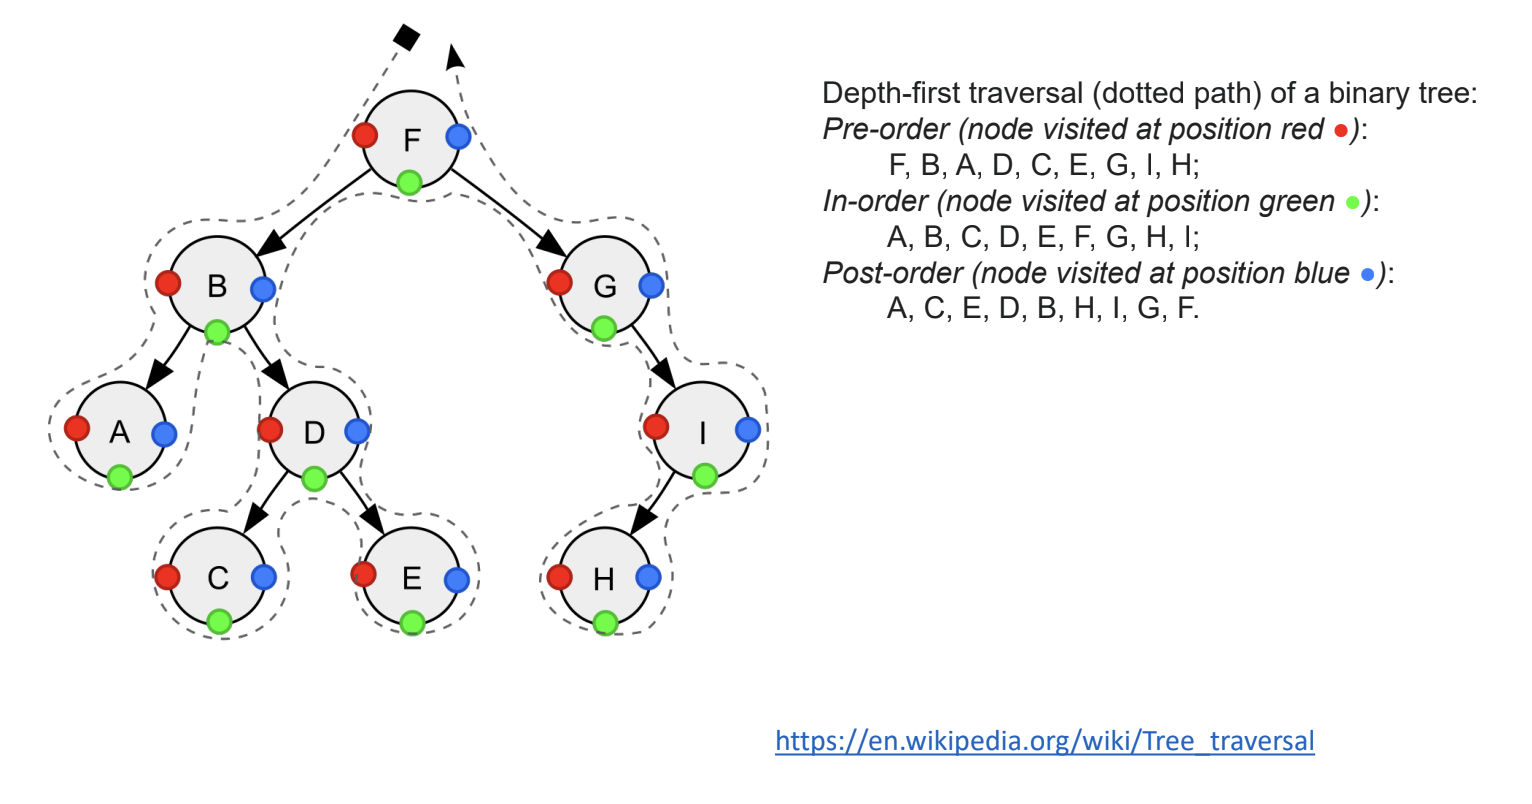 F
B
G
A
D
I
C
E
H
Depth-first traversal (dotted path) of a binary tree:
Pre-order (node visited at position red ●):
F, B, A, D, C, E, G, I, H;
In-order (node visited at position green ●):
A, B, C, D, E, F, G, H, I;
Post-order (node visited at position blue ●):
A, C, E, D, B, H, I, G, F.
https://en.wikipedia.org/wiki/Tree_traversal